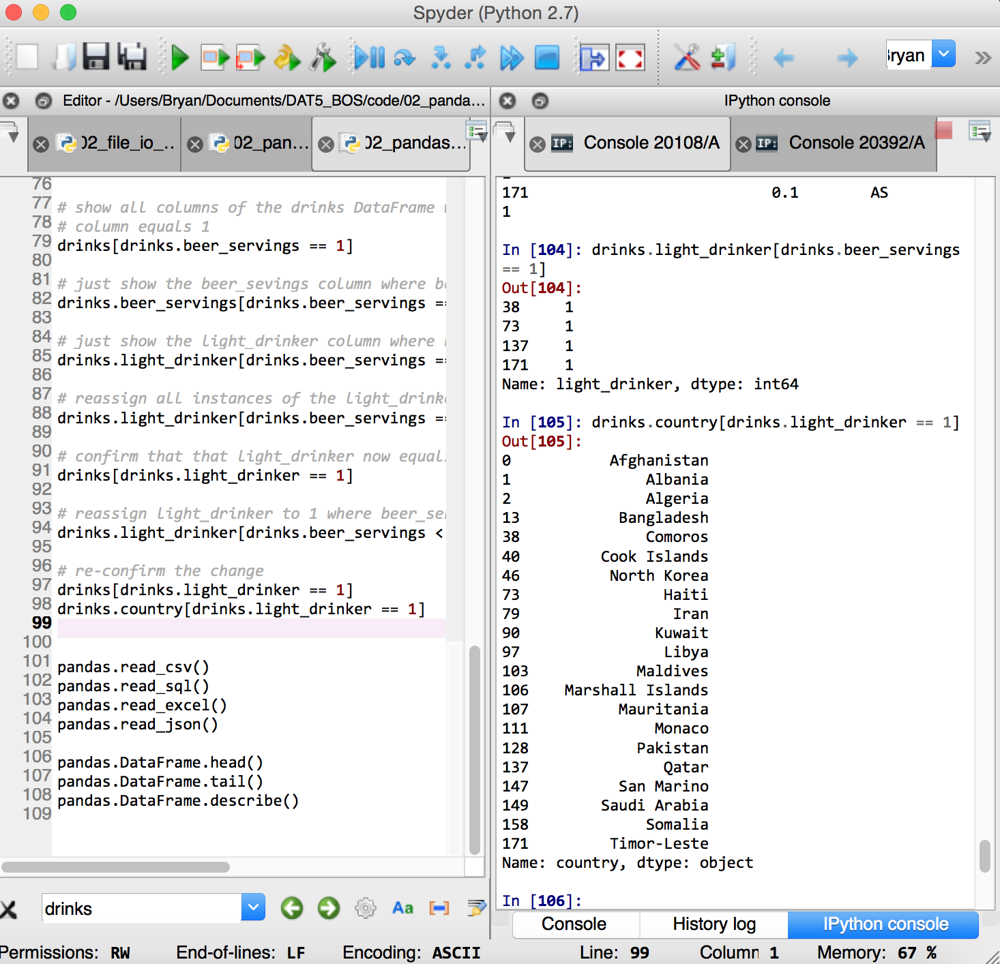 Spyder (Python 2.7)
ryan
Editor - /Users/Bryan/Documents/DAT5_BOS/code/02_panda...
IPython console
02_file_io_...
02_pan...
02_pandas...
Console 20108/A
Console 20392/A
76
77 # show all columns of the drinks DataFrame
78 # column equals 1
79 drinks[drinks.beer_servings == 1]
80
81 # just show the beer_sevings column where
82 drinks.beer_servings[drinks.beer_servings ==
83
84 # just show the light_drinker column where
85 drinks.light_drinker[drinks.beer_servings ==
86
87 # reassign all instances of the light_drink
88 drinks.light_drinker[drinks.beer_servings ==
89
90 # confirm that that light_drinker now equal
91 drinks[drinks.light_drinker == 1]
92
93 # reassign light_drinker to 1 where beer_se
94 drinks.light_drinker[drinks.beer_servings <
95
96 # re-confirm the change
97 drinks[drinks.light_drinker == 1]
98 drinks.country[drinks.light_drinker == 1]
99
100
101 pandas.read_csv()
102 pandas.read_sql()
103 pandas.read_excel()
104 pandas.read_json()
105
106 pandas.DataFrame.head()
107 pandas.DataFrame.tail()
108 pandas.DataFrame.describe()
109
171 0.1 AS
1
In [104]: drinks.light_drinker[drinks.beer_servings
== 1]
Out[104]:
38 1
73 1
137 1
171 1
Name: light_drinker, dtype: int64
In [105]: drinks.country[drinks.light_drinker == 1]
Out[105]:
0 Afghanistan
1 Albania
2 Algeria
13 Bangladesh
38 Comoros
40 Cook Islands
46 North Korea
73 Haiti
79 Iran
90 Kuwait
97 Libya
103 Maldives
106 Marshall Islands
107 Mauritania
111 Monaco
128 Pakistan
137 Qatar
147 San Marino
149 Saudi Arabia
158 Somalia
171 Timor-Leste
Name: country, dtype: object
In [106]:
drinks
Aa
Console
History log
IPython console
Permissions: RW End-of-lines: LF Encoding: ASCII Line: 99 Column 1 Memory: 67 %